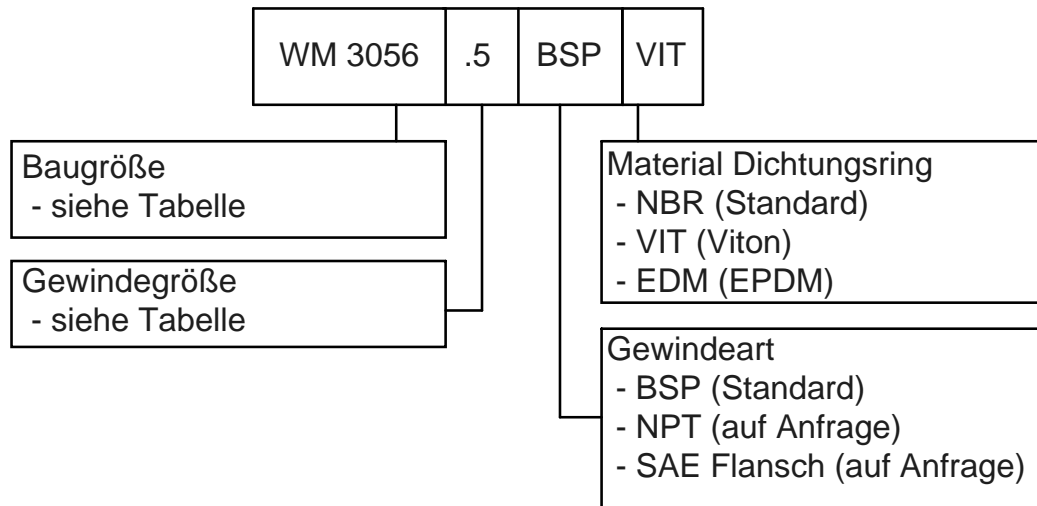 WM 3056 .5 BSP VIT
Baugröße
- siehe Tabelle
Gewindegröße
- siehe Tabelle
Material Dichtungsring
- NBR (Standard)
- VIT (Viton)
- EDM (EPDM)
Gewindeart
- BSP (Standard)
- NPT (auf Anfrage)
- SAE Flansch (auf Anfrage)